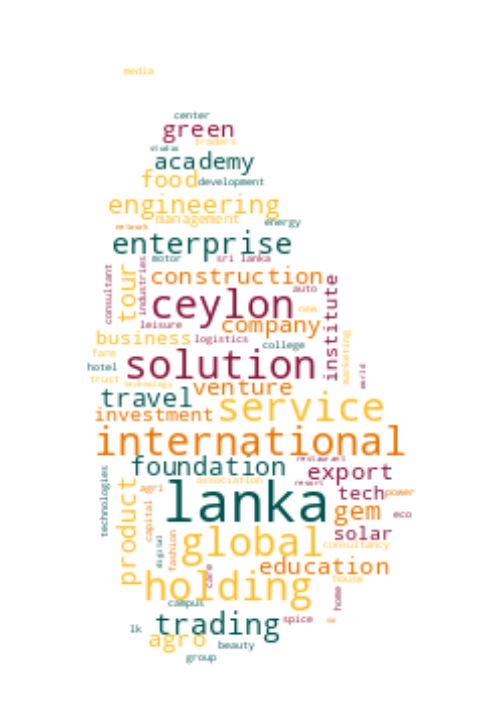 media
center
green
traders
studio
academy
food development
engineering
management energy
network
enterprise
motor sri lanka
consultant tour industries construction institute
auto
ceylon new
leisure company
business logistics marketing
college
farm solution world
hotel
trust technology venture
travel service
investment
international
foundation restaurant
technologies product association export
resort
agri lanka tech power
capital gem eco
digital fashion global solar
consultancy
care education
holding house
home
campus
trading spice
lk
agro beauty
group